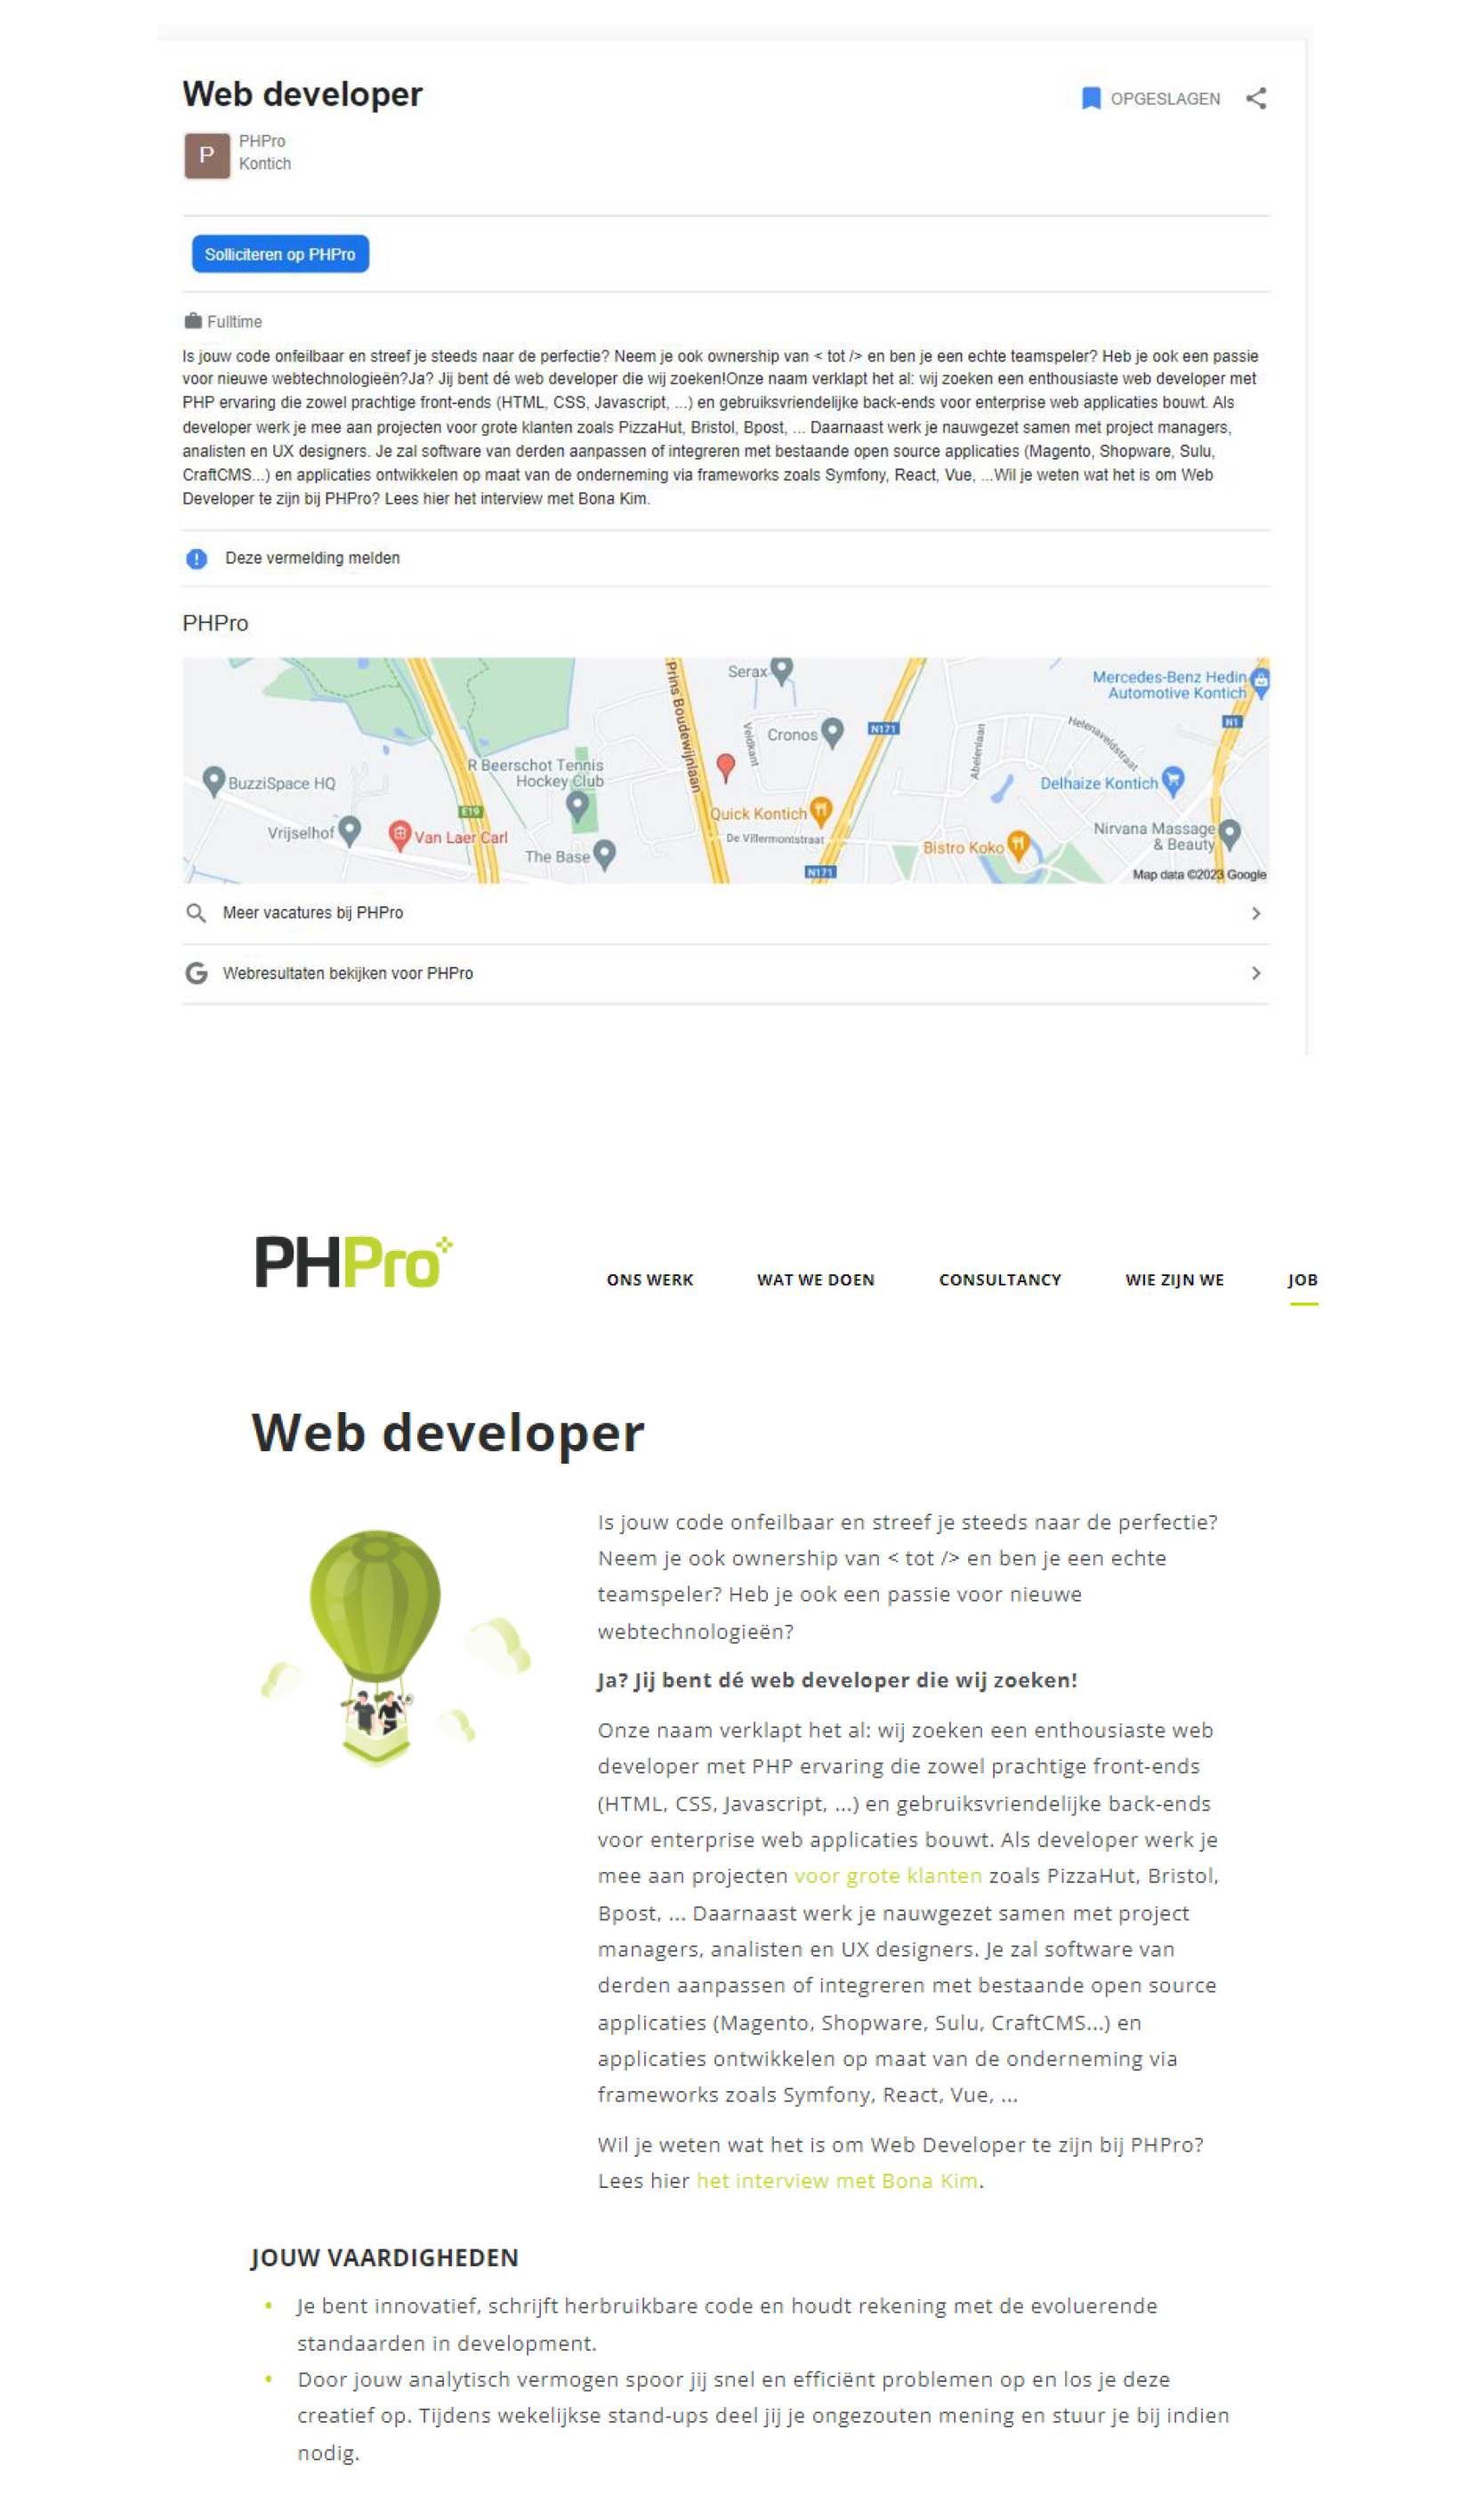 Web developer
OPGESLAGEN
P
PHPro
Kontich
Solliciteren op PHPro
Fulltime
Is jouw code onfeilbaar en streef je steeds naar de perfectie? Neem je ook ownership van < tot /> en ben je een echte teamspeler? Heb je ook een passie
voor nieuwe webtechnologieën?Ja? Jij bent dé web developer die wij zoeken!Onze naam verklapt het al: wij zoeken een enthousiaste web developer met
PHP ervaring die zowel prachtige front-ends (HTML, CSS, Javascript, ...) en gebruiksvriendelijke back-ends voor enterprise web applicaties bouwt. Als
developer werk je mee aan projecten voor grote klanten zoals PizzaHut, Bristol, Bpost, ... Daarnaast werk je nauwgezet samen met project managers,
analisten en UX designers. Je zal software van derden aanpassen of integreren met bestaande open source applicaties (Magento, Shopware, Sulu,
CraftCMS...) en applicaties ontwikkelen op maat van de onderneming via frameworks zoals Symfony, React, Vue, ...Wil je weten wat het is om Web
Developer te zijn bij PHPro? Lees hier het interview met Bona Kim.
Deze vermelding melden
PHPro
Prins Boudewijnlaan
Serax
Mercedes-Benz Hedin
Automotive Kontich
N1
Veldkant
Cronos
N171
Abelenlaan
Helenaveldstraat
R Beerschot Tennis
Hockey Club
BuzziSpace HQ
Delhaize Kontich
E19
Quick Kontich
Vrijselhof
Van Laer Carl
De Villermontstraat
Nirvana Massage
& Beauty
The Base
Bistro Koko
N171
Map data ©2023 Google
Meer vacatures bij PHPro
G Webresultaten bekijken voor PHPro
PHPro
ONS WERK
WAT WE DOEN
CONSULTANCY
WIE ZIJN WE
JOB
Web developer
Is jouw code onfeilbaar en streef je steeds naar de perfectie?
Neem je ook ownership van < tot /> en ben je een echte
teamspeler? Heb je ook een passie voor nieuwe
webtechnologieën?
Ja? Jij bent dé web developer die wij zoeken!
Onze naam verklapt het al: wij zoeken een enthousiaste web
developer met PHP ervaring die zowel prachtige front-ends
(HTML, CSS, Javascript, ...) en gebruiksvriendelijke back-ends
voor enterprise web applicaties bouwt. Als developer werk je
mee aan projecten voor grote klanten zoals PizzaHut, Bristol,
Bpost, ... Daarnaast werk je nauwgezet samen met project
managers, analisten en UX designers. Je zal software van
derden aanpassen of integreren met bestaande open source
applicaties (Magento, Shopware, Sulu, CraftCMS...) en
applicaties ontwikkelen op maat van de onderneming via
frameworks zoals Symfony, React, Vue, ...
Wil je weten wat het is om Web Developer te zijn bij PHPro?
Lees hier het interview met Bona Kim.
JOUW VAARDIGHEDEN
• Je bent innovatief, schrijft herbruikbare code en houdt rekening met de evoluerende
standaarden in development.
• Door jouw analytisch vermogen spoor jij snel en efficiënt problemen op en los je deze
creatief op. Tijdens wekelijkse stand-ups deel jij je ongezouten mening en stuur je bij indien
nodig.